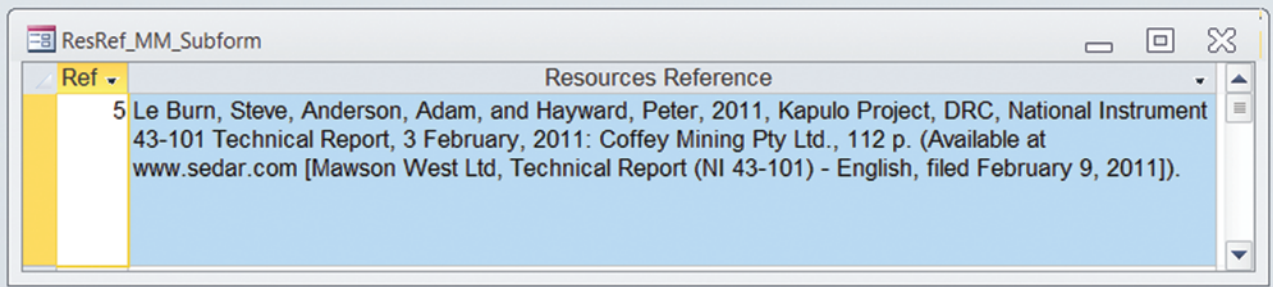 ResRef_MM_Subform
Ref Resources Reference
5 Le Burn, Steve, Anderson, Adam, and Hayward, Peter, 2011, Kapulo Project, DRC, National Instrument
43-101 Technical Report, 3 February, 2011: Coffey Mining Pty Ltd., 112 p. (Available at
www.sedar.com [Mawson West Ltd, Technical Report (NI 43-101) - English, filed February 9, 2011]).